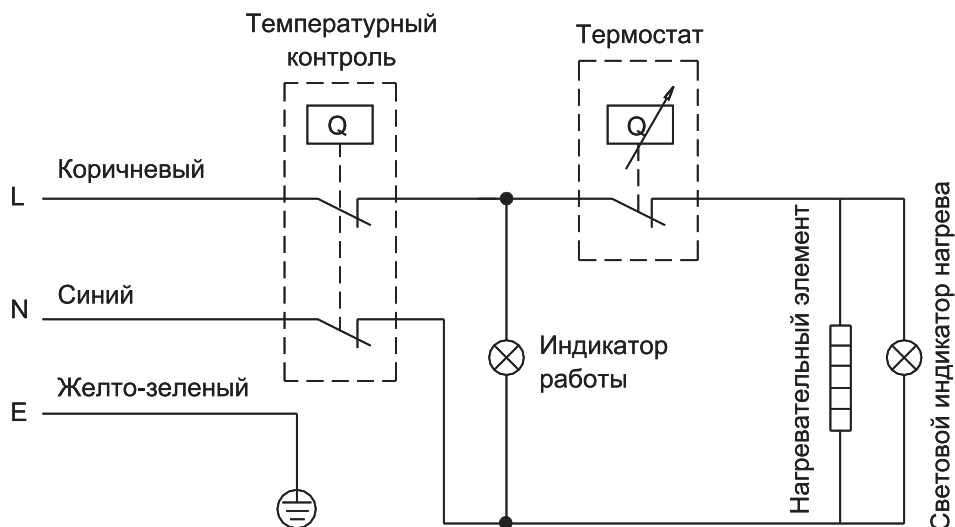 Температурный
контроль
Термостат
Q
Q
Коричневый
L
Синий
N
Индикатор
работы
Желто-зеленый
E
Нагревательный элемент
Световой индикатор нагрева